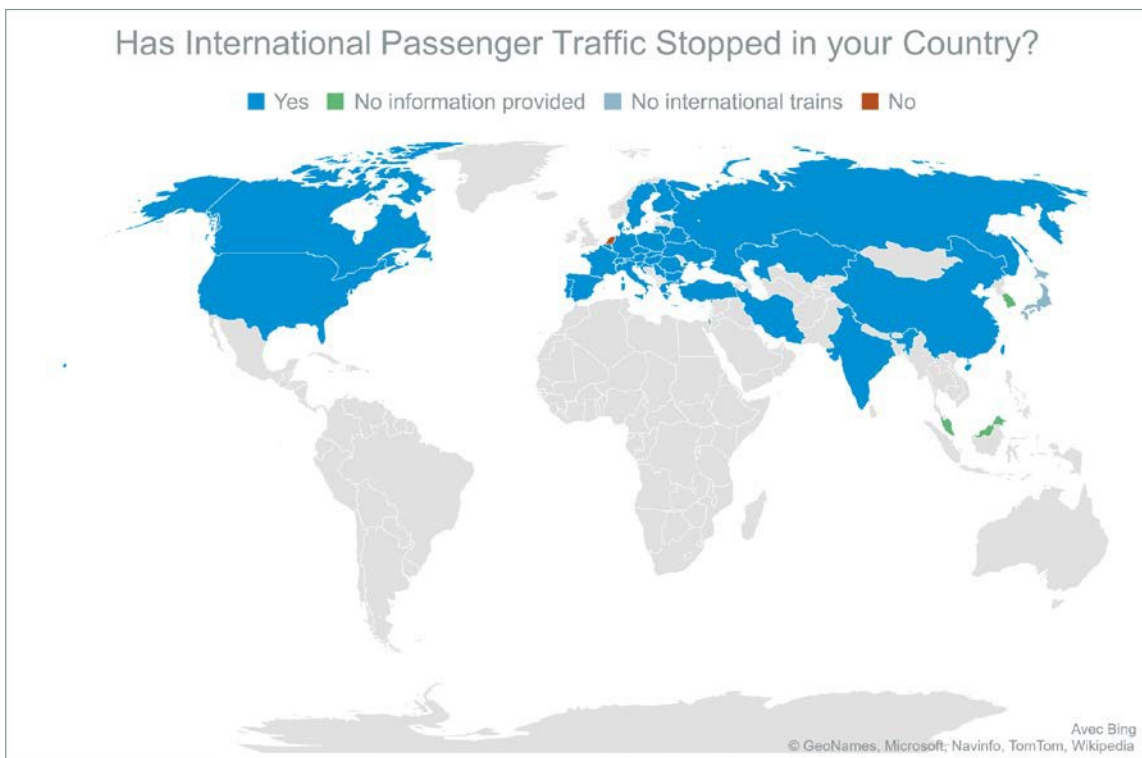 Has International Passenger Traffic Stopped in your Country?
Yes No information provided No international trains No
Avec Bing
© GeoNames, Microsoft, Navinfo, TomTom, Wikipedia